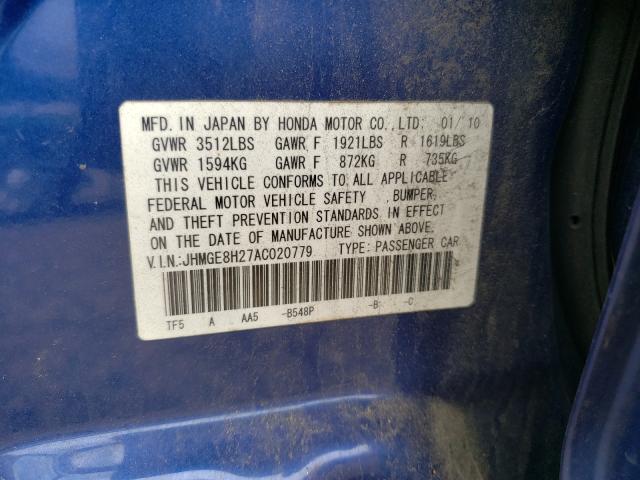 MFD. IN JAPAN BY HONDA MOTOR CO.,LTD. 01/10
GVWR 3512LBS GAWR F 1921LBS R 1619LBS
GVWR 1594KG GAWR F 872KG R 735KG
THIS VEHICLE CONFORMS TO ALL APPLICABLE
FEDERAL MOTOR VEHICLE SAFETY ,BUMPER,
AND THEFT PREVENTION STANDARDS IN EFFECT
ON THE DATE OF MANUFACTURE SHOWN ABOVE.
V.I.N.:JHMGE8H27AC020779 TYPE: PASSENGER CAR
TF5 A AA5 -B548P -B -C